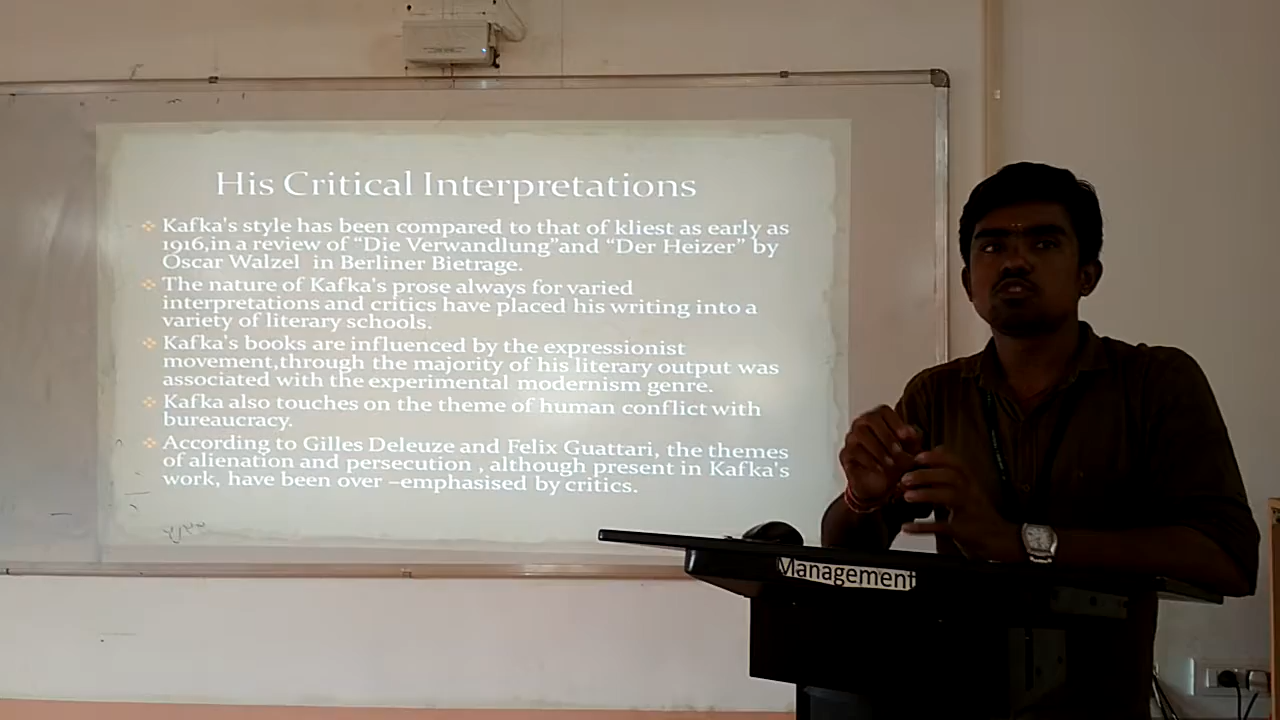 His Critical Interpretations
Kafka's style has been compared to that of kliest as early as
1916,in a review of "Die Verwandlung"and "Der Heizer" by
Oscar Walzel in Berliner Bietrage.
The nature of Kafka's prose always for varied
interpretations and critics have placed his writing into a
variety of literary schools.
Kafka's books are influenced by the expressionist
movement,through the majority of his literary output was
associated with the experimental modernism genre.
Kafka also touches on the theme of human conflict with
bureaucracy.
According to Gilles Deleuze and Felix Guattari, the themes
of alienation and persecution , although present in Kafka's
work, have been over –emphasised by critics.
Management